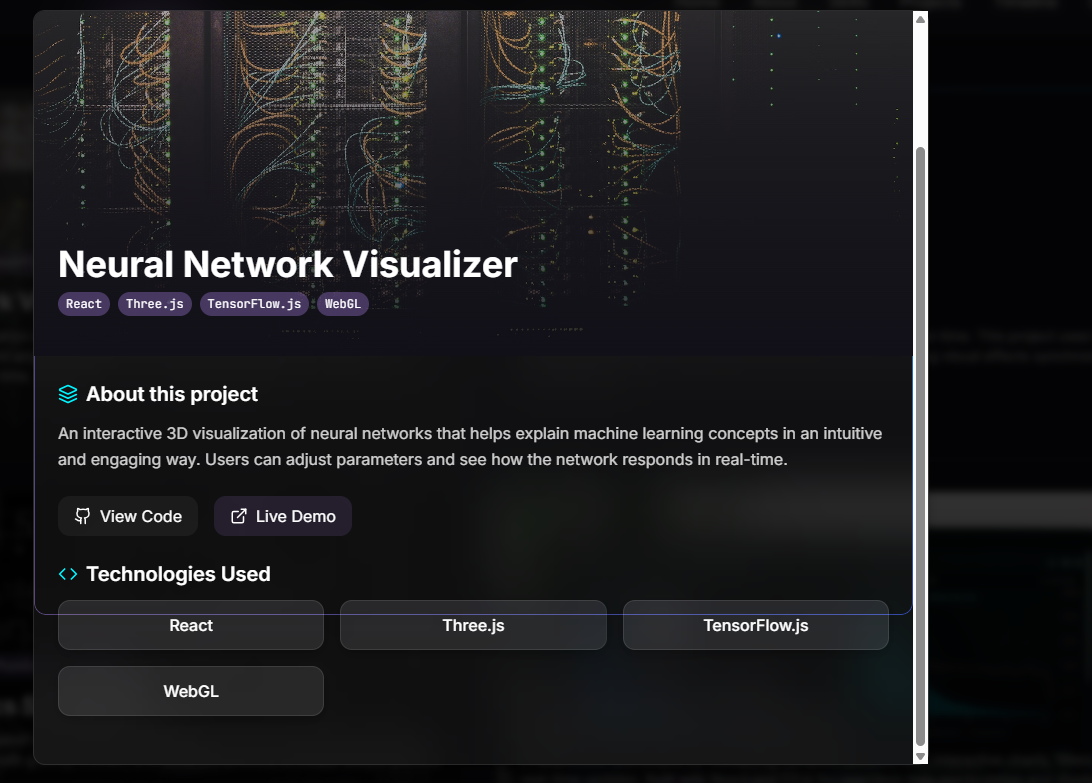 Neural Network Visualizer
React Three.js TensorFlow.js WebGL
About this project
An interactive 3D visualization of neural networks that helps explain machine learning concepts in an intuitive
and engaging way. Users can adjust parameters and see how the network responds in real-time.
View Code Live Demo
Technologies Used
React Three.js TensorFlow.js
WebGL